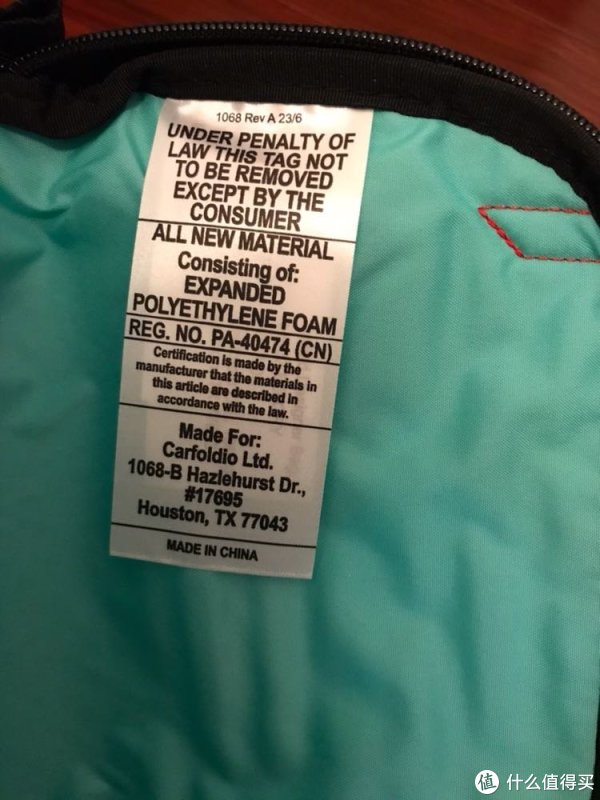 1068 Rev A 23/6
UNDER PENALTY OF
LAW THIS TAG NOT
TO BE REMOVED
EXCEPT BY THE
CONSUMER
ALL NEW MATERIAL
Consisting of:
EXPANDED
POLYETHYLENE FOAM
REG. NO. PA-40474 (CN)
Certification is made by the
manufacturer that the materials in
this article are described in
accordance with the law.
Made For:
Carfoldio Ltd.
1068-B Hazlehurst Dr.,
#17695
Houston, TX 77043
MADE IN CHINA
值 什么值得买